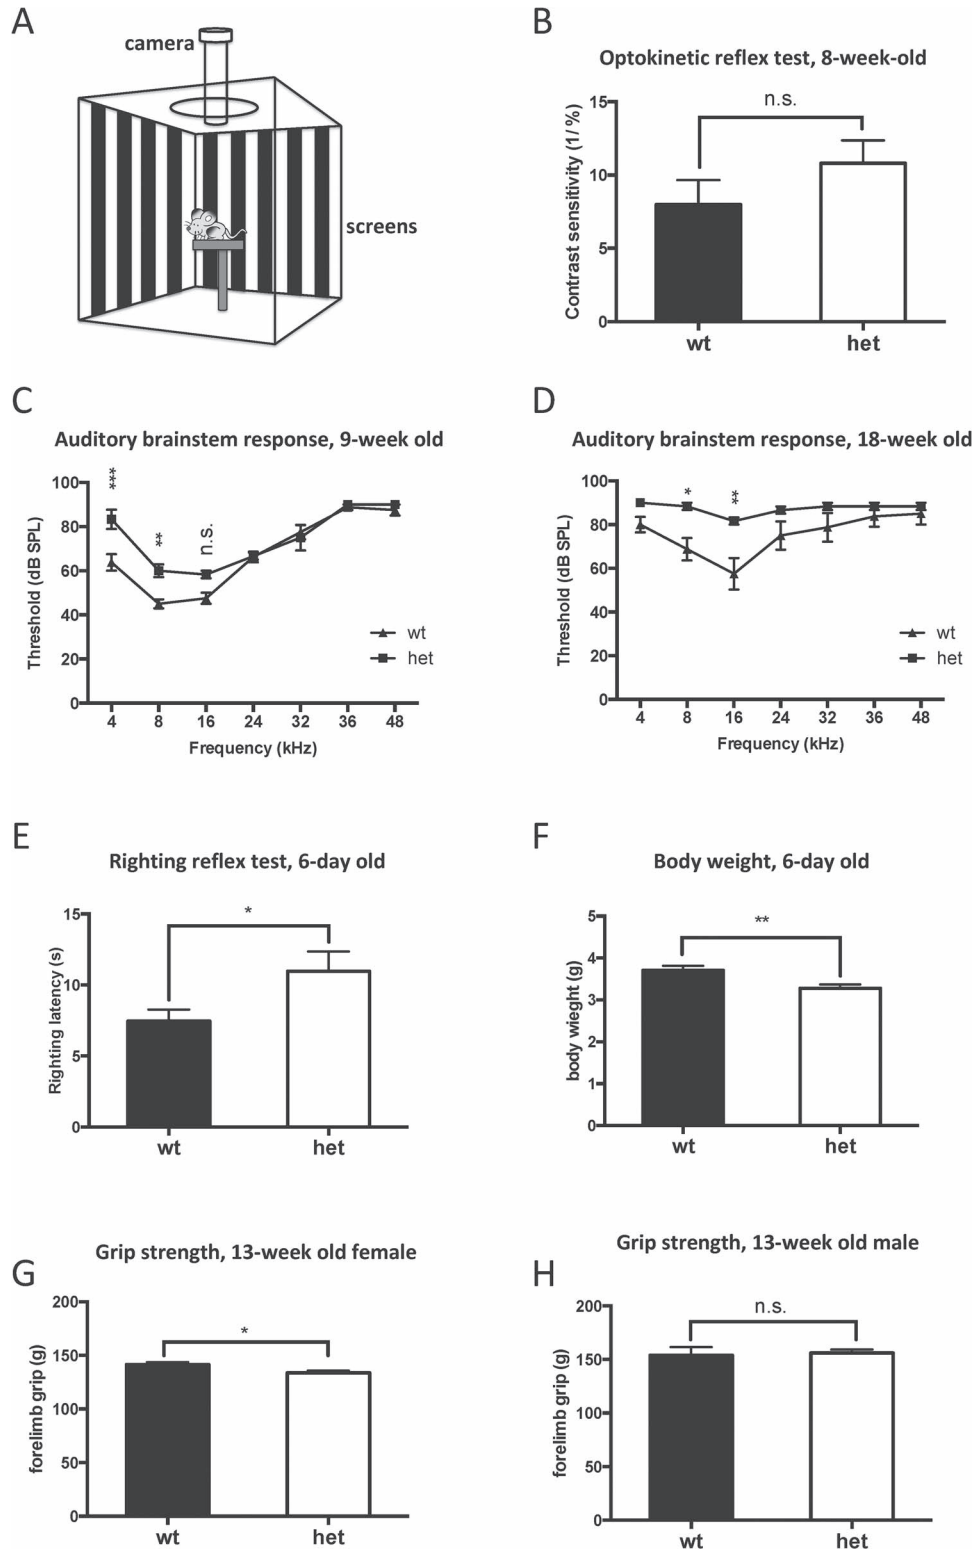 A
camera
screens
B
Optokinetic reflex test, 8-week-old
n.s.
Contrast sensitivity (1/ %)
15
10
5
0
wt
het
C
Auditory brainstem response, 9-week old
***
**
n.s.
Threshold (dB SPL)
100
80
60
40
20
0
wt
het
4 8 16 24 32 36 48
Frequency (kHz)
D
Auditory brainstem response, 18-week old
*
**
Threshold (dB SPL)
100
80
60
40
20
0
wt
het
4 8 16 24 32 36 48
Frequency (kHz)
E
Righting reflex test, 6-day old
*
Righting latency (s)
15
10
5
0
wt
het
F
Body weight, 6-day old
**
body wieght (g)
5
4
3
2
1
0
wt
het
G
Grip strength, 13-week old female
*
forelimb grip (g)
200
150
100
50
0
wt
het
H
Grip strength, 13-week old male
n.s.
forelimb grip (g)
200
150
100
50
0
wt
het